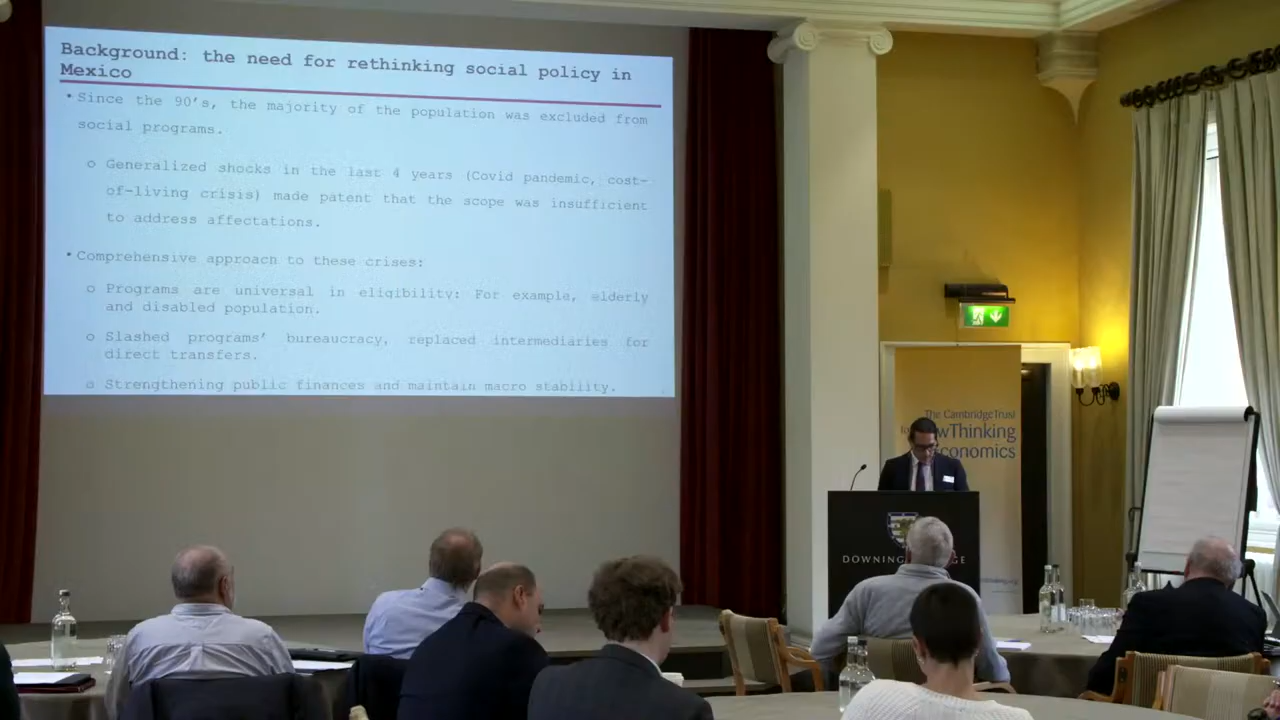 Background: the need for rethinking social policy in
Mexico
• Since the 90's, the majority of the population was excluded from
social programs.
o Generalized shocks in the last 4 years (Covid pandemic, cost-
of-living crisis) made patent that the scope was insufficient
to address affectations.
• Comprehensive approach to these crises:
o Programs are universal in eligibility: For example, elderly
and disabled population.
o Slashed programs' bureaucracy, replaced intermediaries for
direct transfers.
o Strengthening public finances and maintain macro stability.
The CambridgeTrust
wThinking
conomics
DOWNING
GE